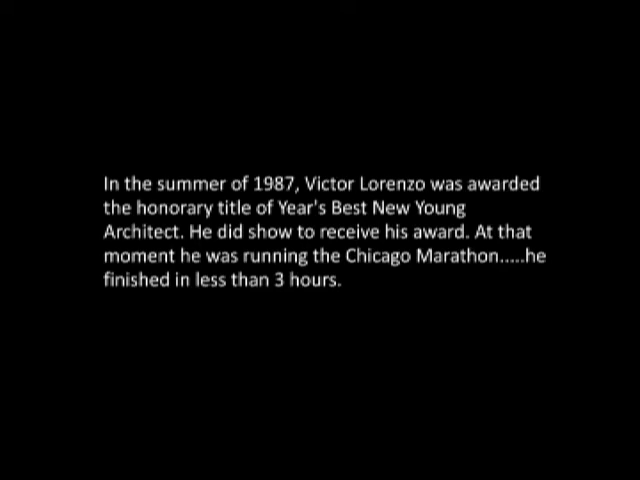 In the summer of 1987, Victor Lorenzo was awarded
the honorary title of Year's Best New Young
Architect. He did show to receive his award. At that
moment he was running the Chicago Marathon.....he
finished in less than 3 hours.